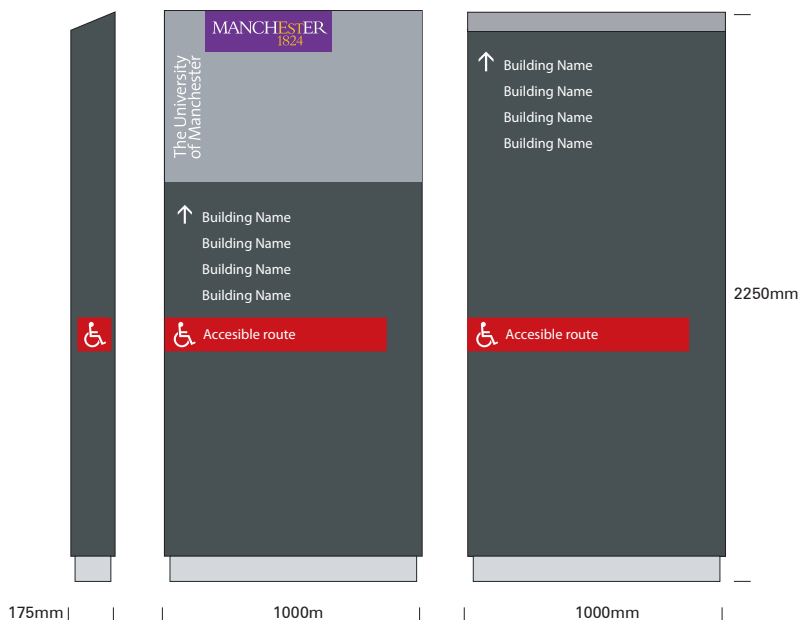 MANCHEStER
1824
The University
of Manchester
Building Name
Building Name
Building Name
Building Name
Accesible route
Building Name
Building Name
Building Name
Building Name
Accesible route
2250mm
175mm
1000m
1000mm